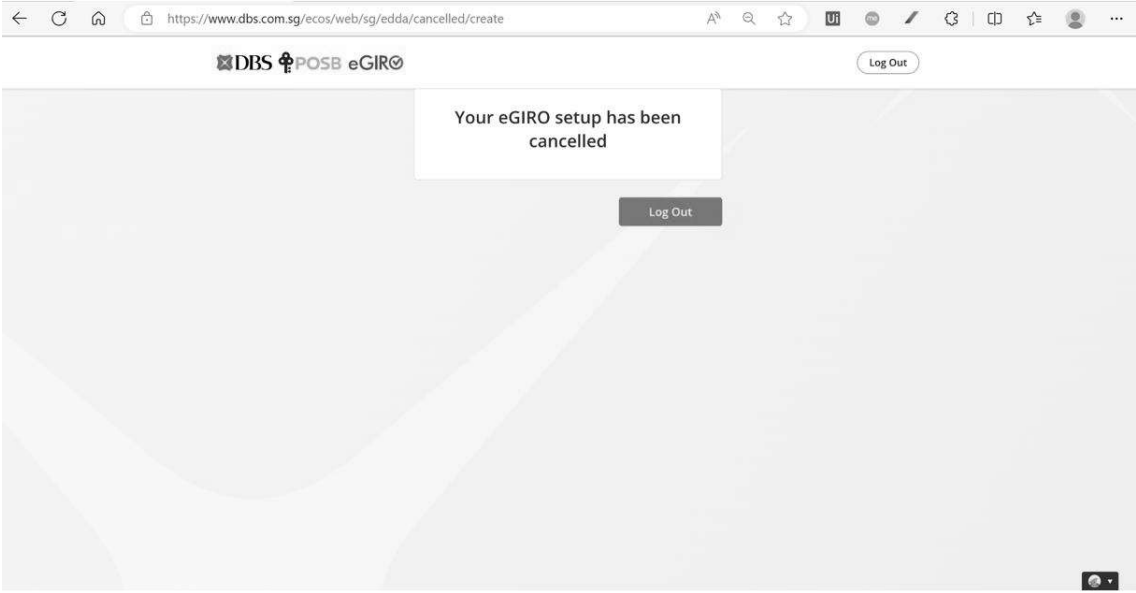 https://www.dbs.com.sg/ecos/web/sg/edda/cancelled/create
DBS POSB eGIRO
Log Out
Your eGIRO setup has been
cancelled
Log Out